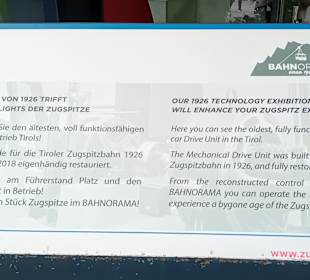 BAHNORAMA
VON 1926 TRIFFT
LIGHTS DER ZUGSPITZE
Sie den ältesten, voll funktionsfähigen
trieb Tirols!
de für die Tiroler Zugspitzbahn 1926
2018 eigenhändig restauriert.
am Führerstand Platz und den
t in Betrieb!
n Stück Zugspitze im BAHNORAMA!
OUR 1926 TECHNOLOGY EXHIBITION
WILL ENHANCE YOUR ZUGSPITZ EX
Here you can see the oldest, fully func
car Drive Unit in the Tirol.
The Mechanical Drive Unit was built
Zugspitzbahn in 1926, and fully resto
From the reconstructed control
BAHNORAMA you can operate the
experience a bygone age of the Zugs
www.zu